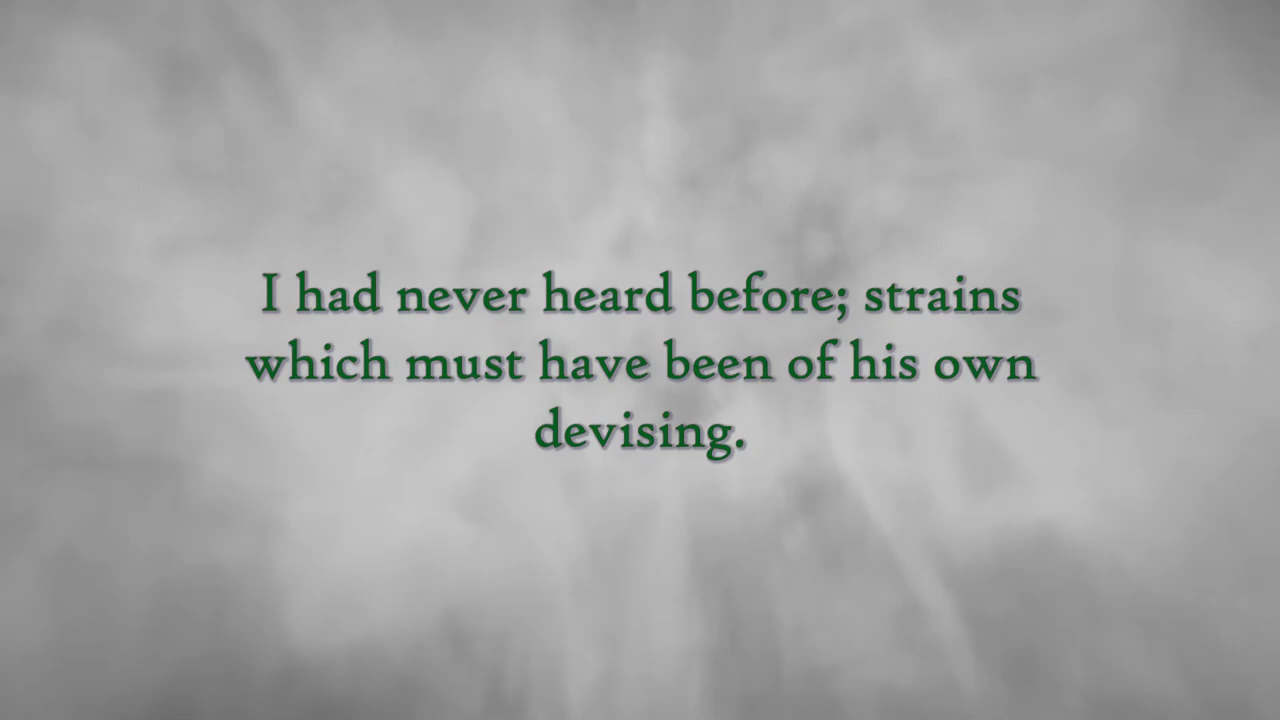 I had never heard before; strains
which must have been of his own
devising.